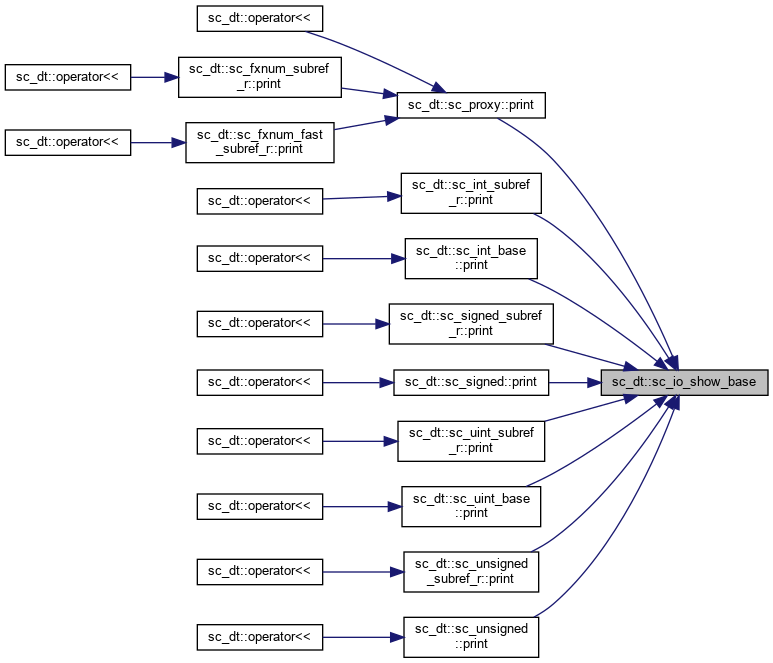 sc_dt::operator<<
sc_dt::sc_fxnum_subref
_r::print
sc_dt::operator<<
sc_dt::sc_proxy::print
sc_dt::sc_fxnum_fast
_subref_r::print
sc_dt::operator<<
sc_dt::sc_int_subref
_r::print
sc_dt::operator<<
sc_dt::sc_int_base
::print
sc_dt::operator<<
sc_dt::sc_signed_subref
_r::print
sc_dt::operator<<
sc_dt::sc_signed::print
sc_dt::operator<<
sc_dt::sc_io_show_base
sc_dt::sc_uint_subref
_r::print
sc_dt::operator<<
sc_dt::sc_uint_base
::print
sc_dt::operator<<
sc_dt::sc_unsigned
_subref_r::print
sc_dt::operator<<
sc_dt::sc_unsigned
::print
sc_dt::operator<<